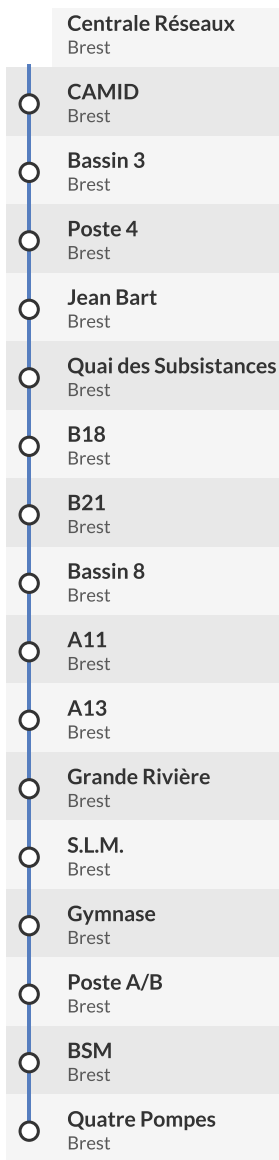 Centrale Réseaux
Brest
CAMID
Brest
Bassin 3
Brest
Poste 4
Brest
Jean Bart
Brest
Quai des Subsistances
Brest
B18
Brest
B21
Brest
Bassin 8
Brest
A11
Brest
A13
Brest
Grande Rivière
Brest
S.L.M.
Brest
Gymnase
Brest
Poste A/B
Brest
BSM
Brest
Quatre Pompes
Brest